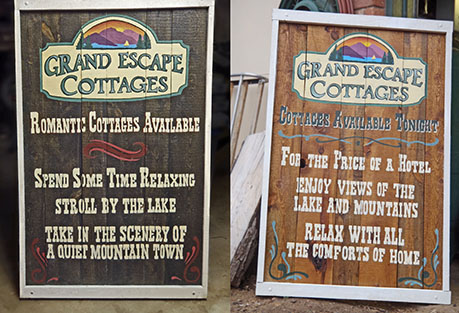 GRAND ESCAPE
COTTAGES
ROMANTIC COTTAGES AVAILABLE
SPEND SOME TIME RELAXING
STROLL BY THE LAKE
TAKE IN THE SCENERY OF
A QUIET MOUNTAIN TOWN
GRAND ESCAPE
COTTAGES
COTTAGES AVAILABLE TONIGHT
FOR THE PRICE OF A HOTEL
ENJOY VIEWS OF THE
LAKE AND MOUNTAINS
RELAX WITH ALL
THE COMFORTS OF HOME